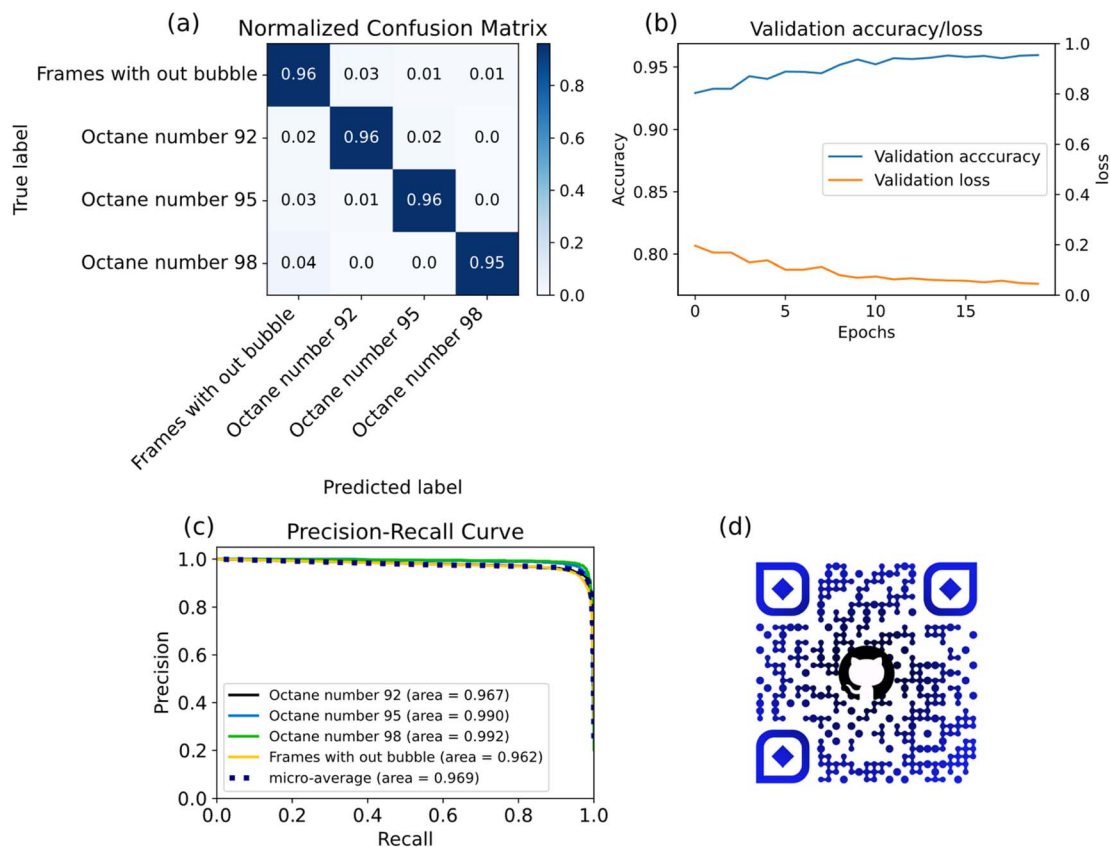 (a)
Normalized Confusion Matrix
True label
Frames with out bubble
Octane number 92
Octane number 95
Octane number 98
0.96 0.03 0.01 0.01
0.02 0.96 0.02 0.0
0.03 0.01 0.96 0.0
0.04 0.0 0.0 0.95
0.8
0.6
0.4
0.2
0.0
Frames with out bubble
Octane number 92
Octane number 95
Octane number 98
Predicted label
(b)
Validation accuracy/loss
Accuracy
0.95
0.90
0.85
0.80
Validation acccuracy
Validation loss
1.0
0.8
0.6
0.4
0.2
0.0
loss
0 5 10 15
Epochs
(c)
Precision-Recall Curve
Precision
1.0
0.8
0.6
0.4
0.2
0.0
Octane number 92 (area = 0.967)
Octane number 95 (area = 0.990)
Octane number 98 (area = 0.992)
Frames with out bubble (area = 0.962)
micro-average (area = 0.969)
0.0 0.2 0.4 0.6 0.8 1.0
Recall
(d)